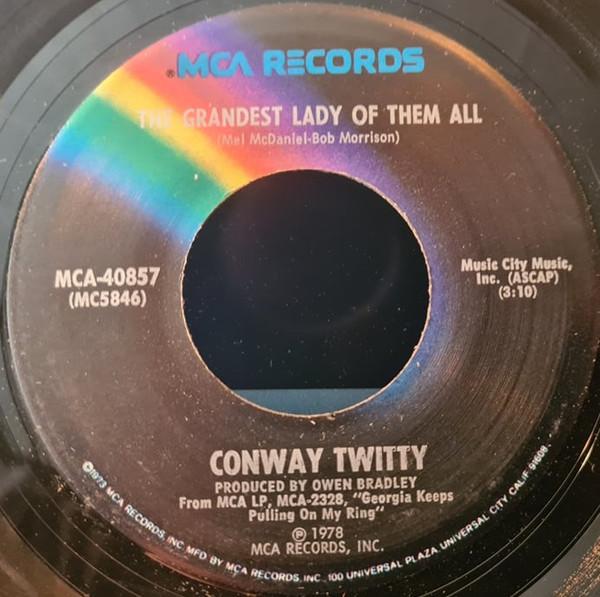 ®MCA RECORDS
THE GRANDEST LADY OF THEM ALL
(Mel McDaniel-Bob Morrison)
MCA-40857
(MC5846)
Music City Music,
Inc. (ASCAP)
(3:10)
CONWAY TWITTY
PRODUCED BY OWEN BRADLEY
From MCA LP, MCA-2328, "Georgia Keeps
Pulling On My Ring"
Ⓟ 1978
MCA RECORDS, INC.
©1973 MCA RECORDS, INC. MFD BY MCA RECORDS, INC., 100 UNIVERSAL PLAZA UNIVERSAL CITY CALIF. 91608